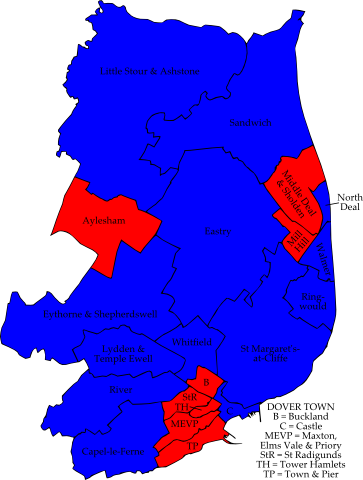 Little Stour & Ashstone
Sandwich
Middle Deal
& Sholden
North
Deal
Aylesham
Eastry
Mill
Hill
Walmer
Ring-
would
Eythorne & Shepherdswell
Whitfield
Lydden &
Temple Ewell
St Margaret's-
at-Cliffe
River
B
StR
TH
MEVP
C
TP
Capel-le-Ferne
DOVER TOWN
B = Buckland
C = Castle
MEVP = Maxton,
Elms Vale & Priory
StR = St Radigunds
TH = Tower Hamlets
TP = Town & Pier